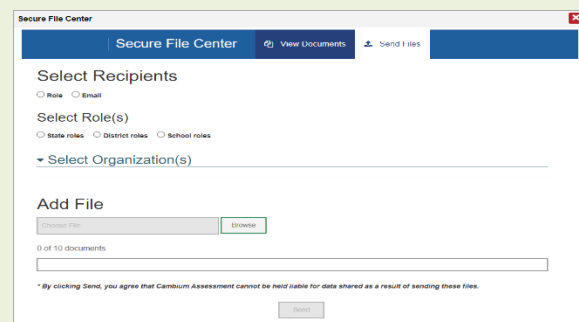 Secure File Center
Secure File Center View Documents Send Files
Select Recipients
Role Email
Select Role(s)
State roles District roles School roles
Select Organization(s)
Add File
Choose File Browse
0 of 10 documents
* By clicking Send, you agree that Cambium Assessment cannot be held liable for data shared as a result of sending these files.
Send